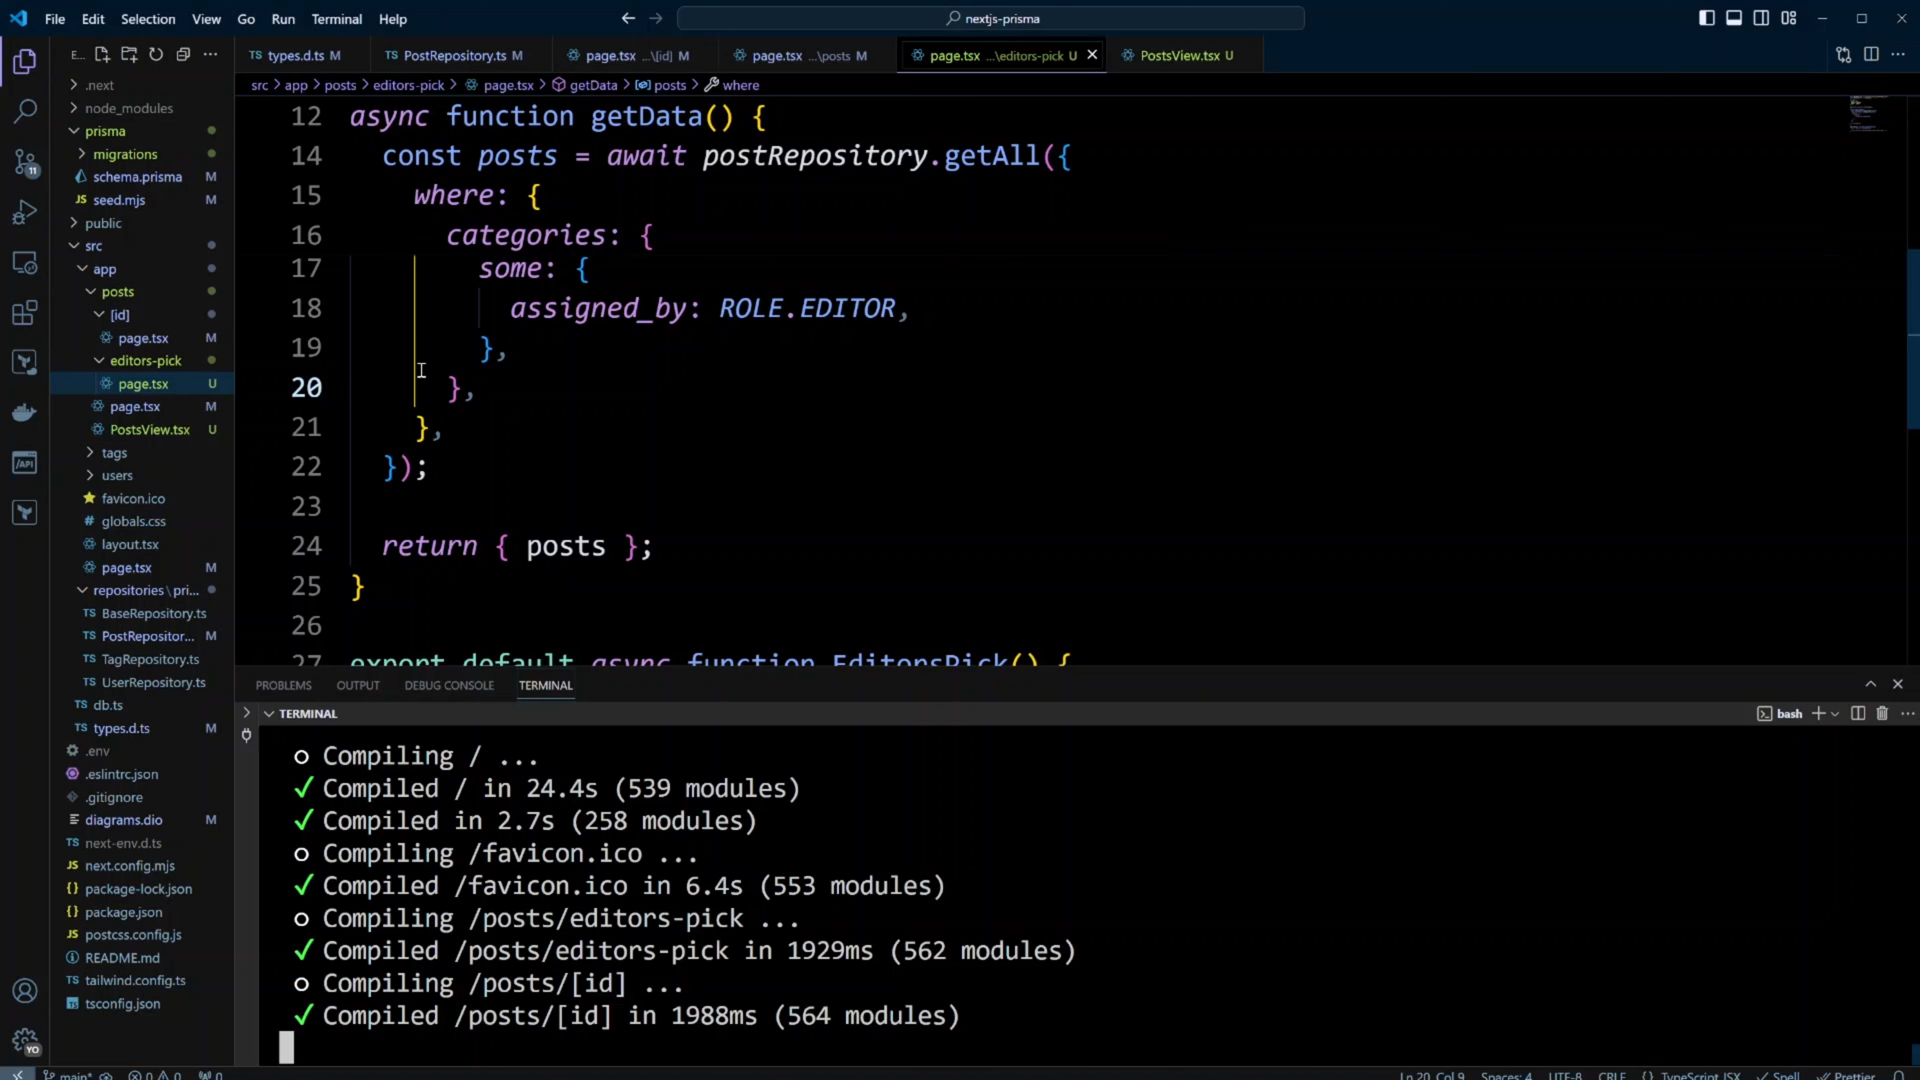 File Edit Selection View Go Run Terminal Help
nextjs-prisma
E...
.next
node_modules
prisma
migrations
schema.prisma M
JS seed.mjs M
public
src
app
posts
[id]
page.tsx M
editors-pick
page.tsx U
page.tsx M
PostsView.tsx U
tags
users
favicon.ico
# globals.css
layout.tsx
page.tsx M
repositories \ pri...
TS BaseRepository.ts
TS PostRepositor... M
TS TagRepository.ts
TS UserRepository.ts
TS db.ts
TS types.d.ts M
.env
.eslintrc.json
.gitignore
diagrams.dio M
TS next-env.d.ts
JS next.config.mjs
{} package-lock.json
{} package.json
JS postcss.config.js
README.md
TS tailwind.config.ts
tsconfig.json
11
/API
YO
TS types.d.ts M
TS PostRepository.ts M
page.tsx ...\[id] M
page.tsx ...\posts M
page.tsx ...\editors-pick U
PostsView.tsx U
src > app > posts > editors-pick > page.tsx > getData > posts > where
12 async function getData() {
14 const posts = await postRepository.getAll({
15 where: {
16 categories: {
17 some: {
18 assigned_by: ROLE.EDITOR,
19 },
20 },
21 },
22 });
23
24 return { posts };
25 }
26
27 export default async function EditorsPick() {
PROBLEMS OUTPUT DEBUG CONSOLE TERMINAL
TERMINAL
bash
Compiling / ...
✓ Compiled / in 24.4s (539 modules)
✓ Compiled in 2.7s (258 modules)
Compiling /favicon.ico ...
✓ Compiled /favicon.ico in 6.4s (553 modules)
Compiling /posts/editors-pick ...
✓ Compiled /posts/editors-pick in 1929ms (562 modules)
Compiling /posts/[id] ...
✓ Compiled /posts/[id] in 1988ms (564 modules)
main* 0 0 0
Ln 20, Col 9 Spaces: 4 UTF-8 CRLF {} TypeScript JSX Spell Prettier